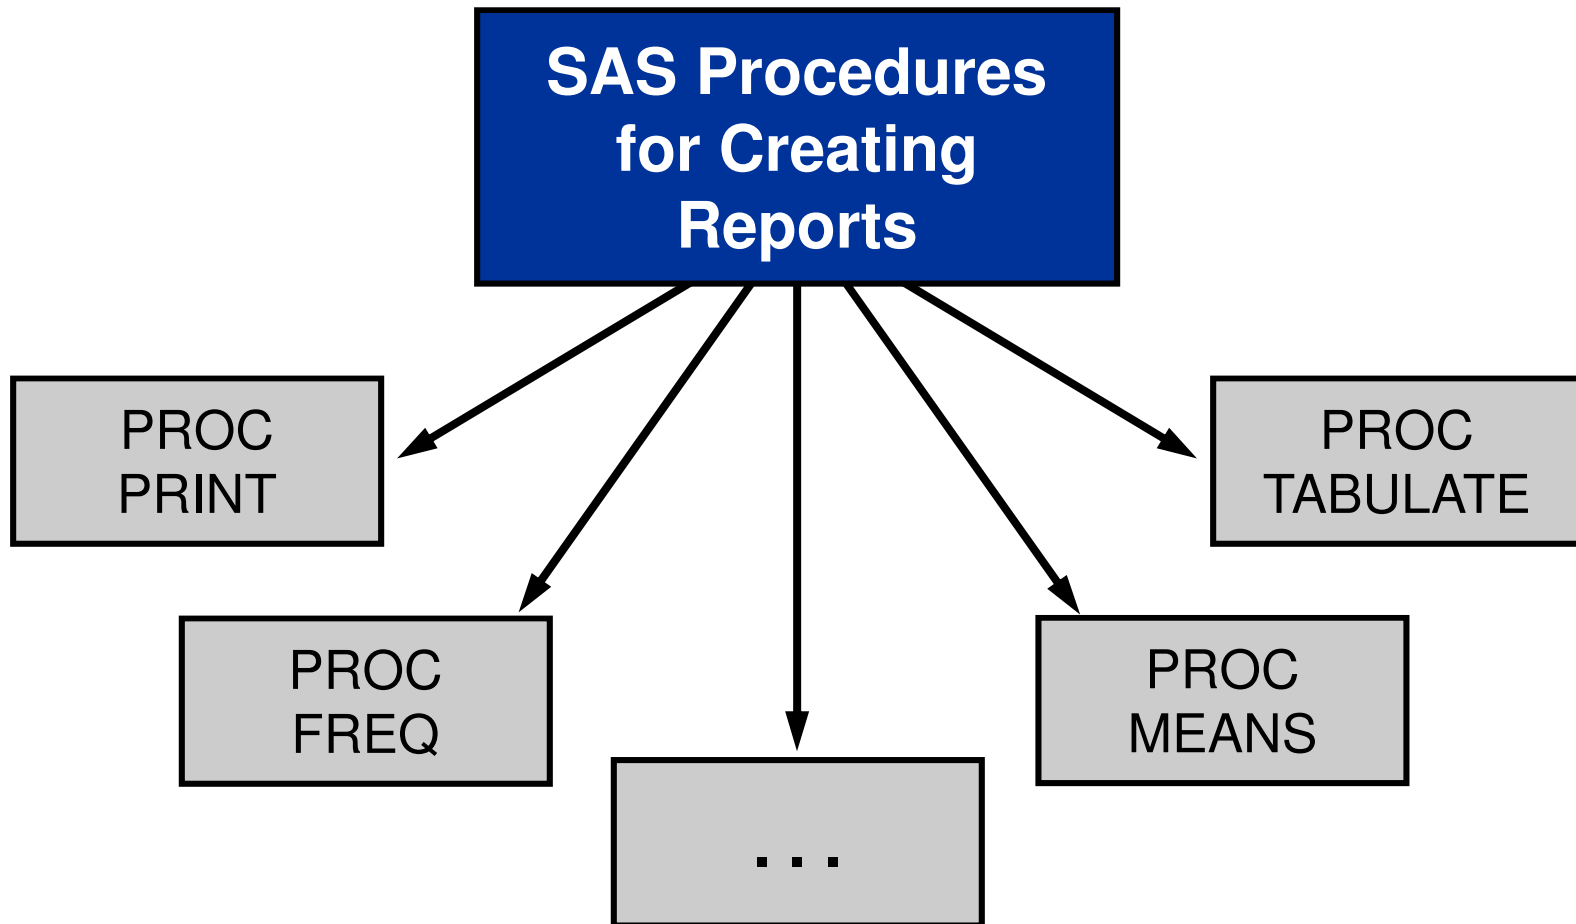 SAS Procedures
for Creating
Reports
PROC
PRINT
PROC
TABULATE
PROC
FREQ
PROC
MEANS
. . .